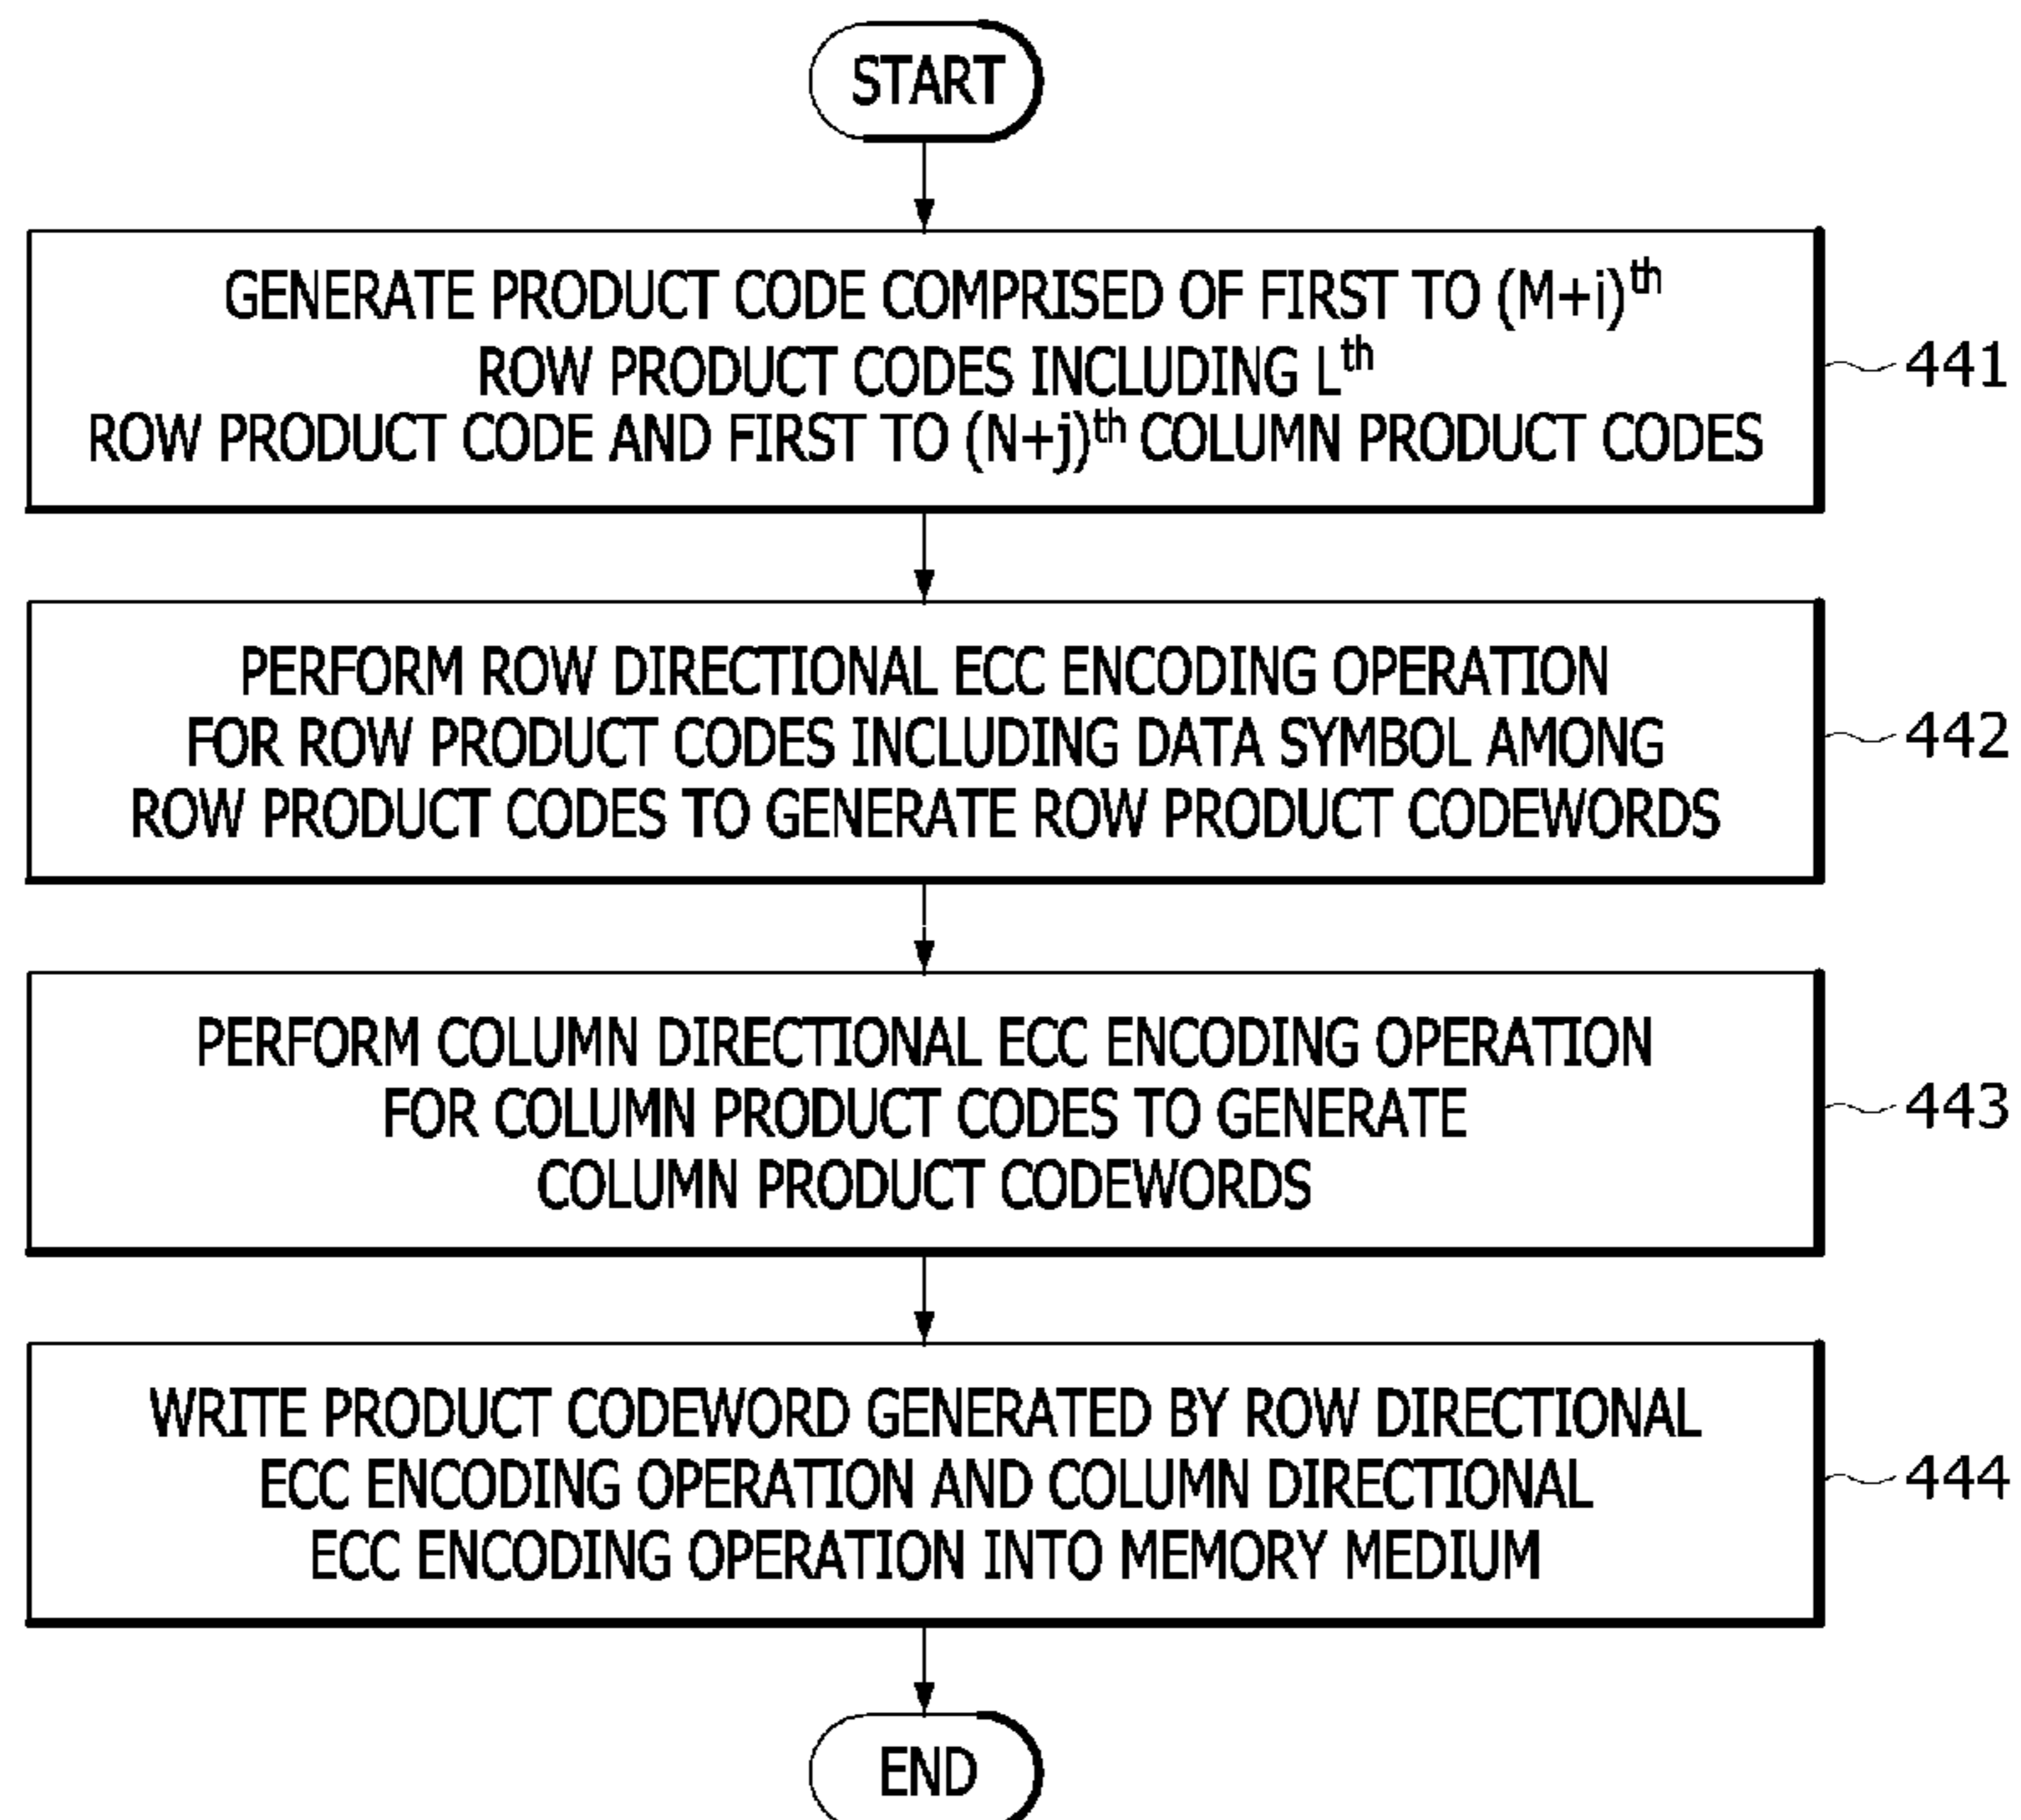 START
GENERATE PRODUCT CODE COMPRISED OF FIRST TO (M+i)th
ROW PRODUCT CODES INCLUDING Lth
ROW PRODUCT CODE AND FIRST TO (N+j)th COLUMN PRODUCT CODES
441
PERFORM ROW DIRECTIONAL ECC ENCODING OPERATION
FOR ROW PRODUCT CODES INCLUDING DATA SYMBOL AMONG
ROW PRODUCT CODES TO GENERATE ROW PRODUCT CODEWORDS
442
PERFORM COLUMN DIRECTIONAL ECC ENCODING OPERATION
FOR COLUMN PRODUCT CODES TO GENERATE
COLUMN PRODUCT CODEWORDS
443
WRITE PRODUCT CODEWORD GENERATED BY ROW DIRECTIONAL
ECC ENCODING OPERATION AND COLUMN DIRECTIONAL
ECC ENCODING OPERATION INTO MEMORY MEDIUM
444
END